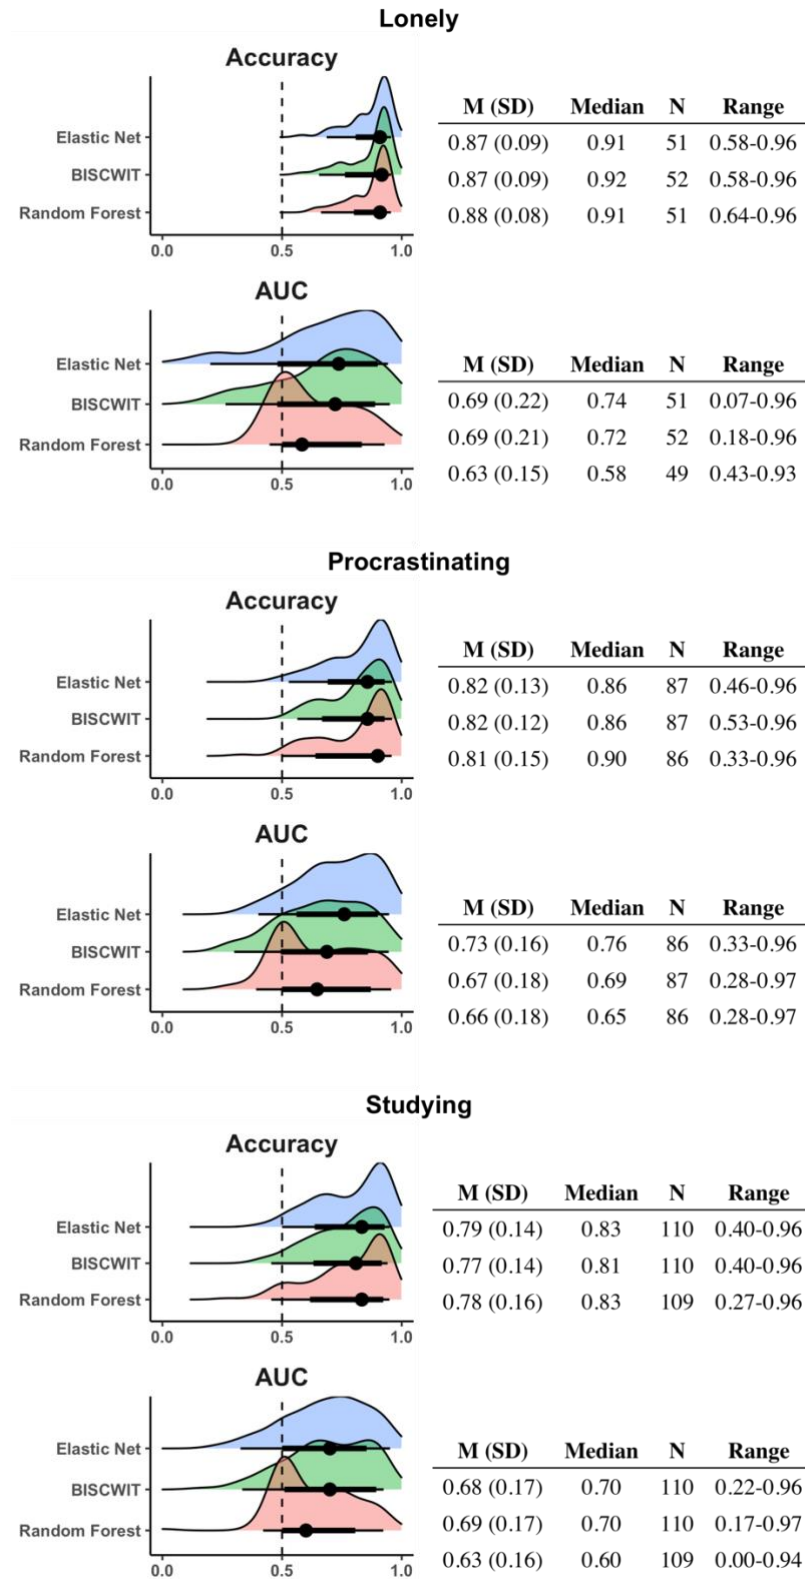 Lonely
Accuracy
M (SD) Median N Range
Elastic Net 0.87 (0.09) 0.91 51 0.58-0.96
BISCWIT 0.87 (0.09) 0.92 52 0.58-0.96
Random Forest 0.88 (0.08) 0.91 51 0.64-0.96
0.0 0.5 1.0
AUC
M (SD) Median N Range
Elastic Net 0.69 (0.22) 0.74 51 0.07-0.96
BISCWIT 0.69 (0.21) 0.72 52 0.18-0.96
Random Forest 0.63 (0.15) 0.58 49 0.43-0.93
0.0 0.5 1.0
Procrastinating
Accuracy
M (SD) Median N Range
Elastic Net 0.82 (0.13) 0.86 87 0.46-0.96
BISCWIT 0.82 (0.12) 0.86 87 0.53-0.96
Random Forest 0.81 (0.15) 0.90 86 0.33-0.96
0.0 0.5 1.0
AUC
M (SD) Median N Range
Elastic Net 0.73 (0.16) 0.76 86 0.33-0.96
BISCWIT 0.67 (0.18) 0.69 87 0.28-0.97
Random Forest 0.66 (0.18) 0.65 86 0.28-0.97
0.0 0.5 1.0
Studying
Accuracy
M (SD) Median N Range
Elastic Net 0.79 (0.14) 0.83 110 0.40-0.96
BISCWIT 0.77 (0.14) 0.81 110 0.40-0.96
Random Forest 0.78 (0.16) 0.83 109 0.27-0.96
0.0 0.5 1.0
AUC
M (SD) Median N Range
Elastic Net 0.68 (0.17) 0.70 110 0.22-0.96
BISCWIT 0.69 (0.17) 0.70 110 0.17-0.97
Random Forest 0.63 (0.16) 0.60 109 0.00-0.94
0.0 0.5 1.0